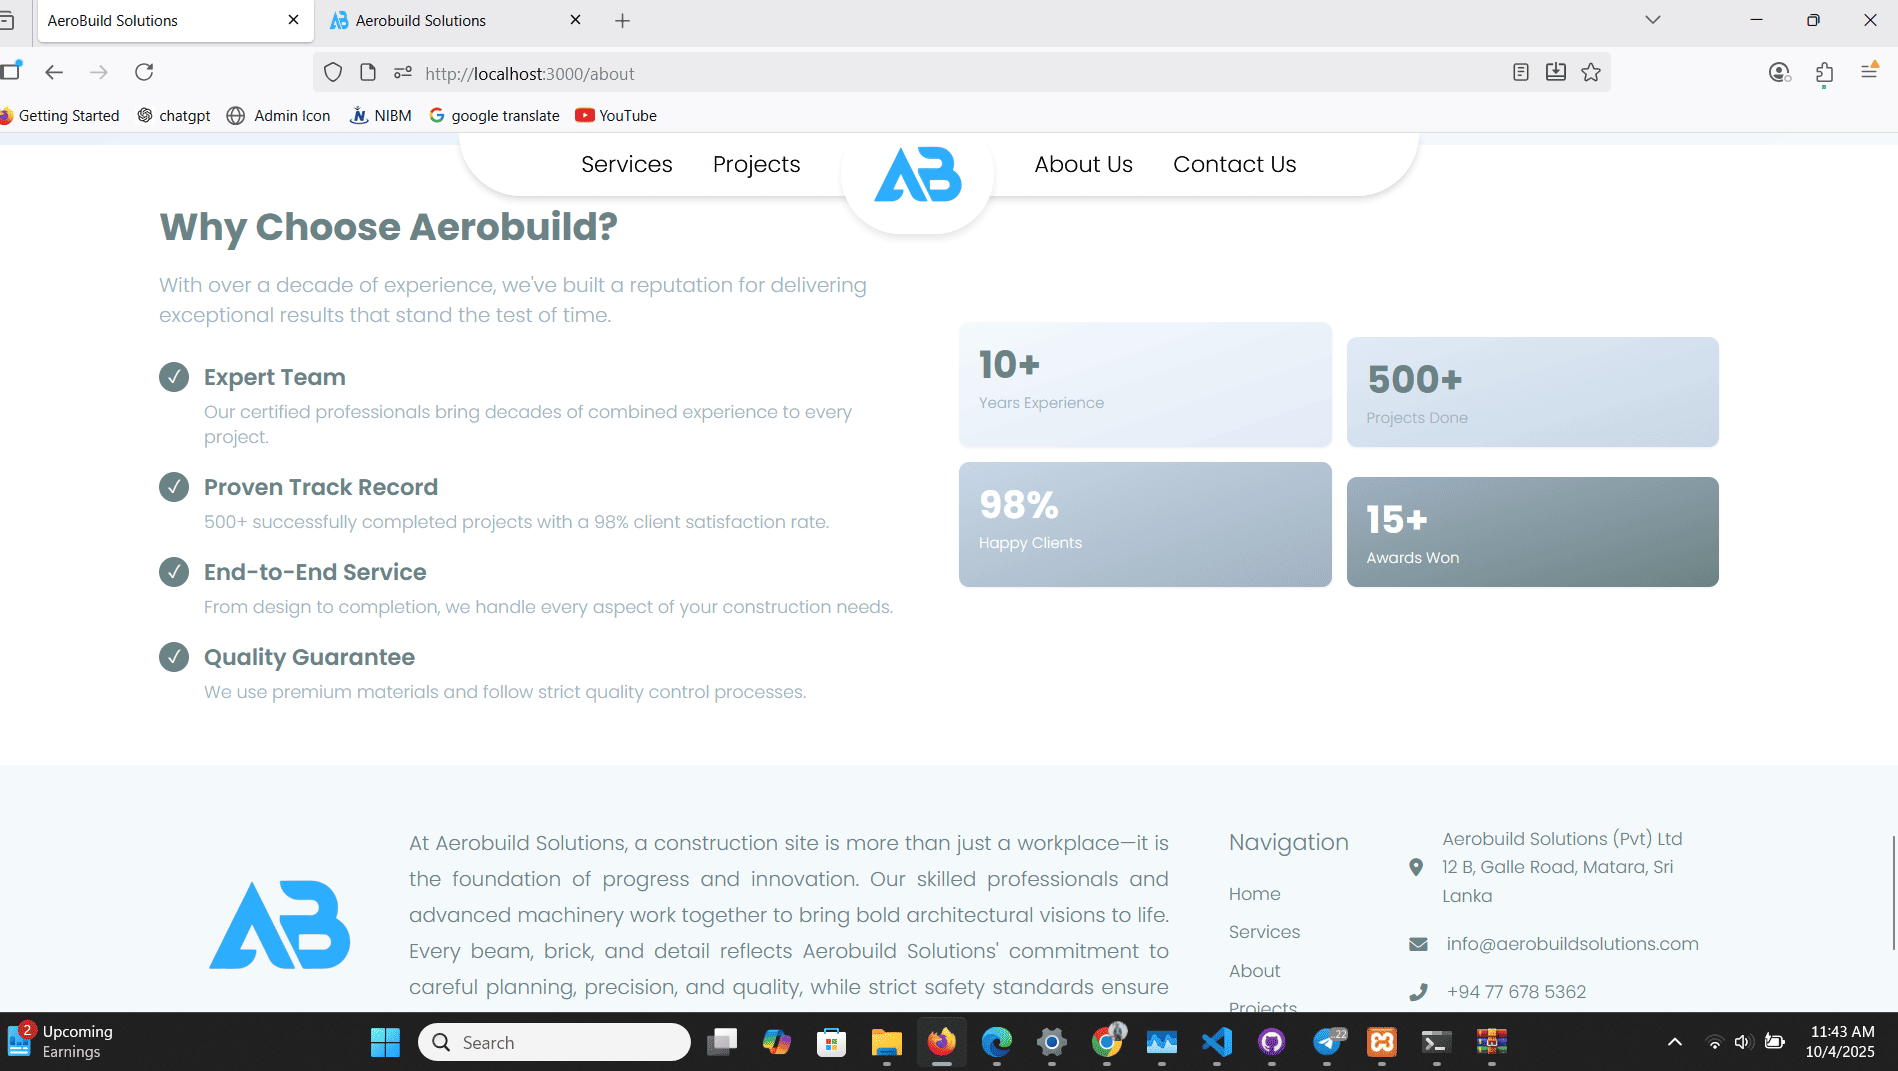 AeroBuild Solutions
Aerobuild Solutions
http://localhost:3000/about
Getting Started
chatgpt
Admin Icon
NIBM
google translate
YouTube
Services
Projects
AB
About Us
Contact Us
Why Choose Aerobuild?
With over a decade of experience, we've built a reputation for delivering
exceptional results that stand the test of time.
Expert Team
Our certified professionals bring decades of combined experience to every
project.
Proven Track Record
500+ successfully completed projects with a 98% client satisfaction rate.
End-to-End Service
From design to completion, we handle every aspect of your construction needs.
Quality Guarantee
We use premium materials and follow strict quality control processes.
10+
Years Experience
500+
Projects Done
98%
Happy Clients
15+
Awards Won
AB
At Aerobuild Solutions, a construction site is more than just a workplace—it is
the foundation of progress and innovation. Our skilled professionals and
advanced machinery work together to bring bold architectural visions to life.
Every beam, brick, and detail reflects Aerobuild Solutions' commitment to
careful planning, precision, and quality, while strict safety standards ensure
Navigation
Home
Services
About
Projects
Aerobuild Solutions (Pvt) Ltd
12 B, Galle Road, Matara, Sri
Lanka
info@aerobuildsolutions.com
+94 77 678 5362
2
Upcoming
Earnings
Search
.22
11:43 AM
10/4/2025